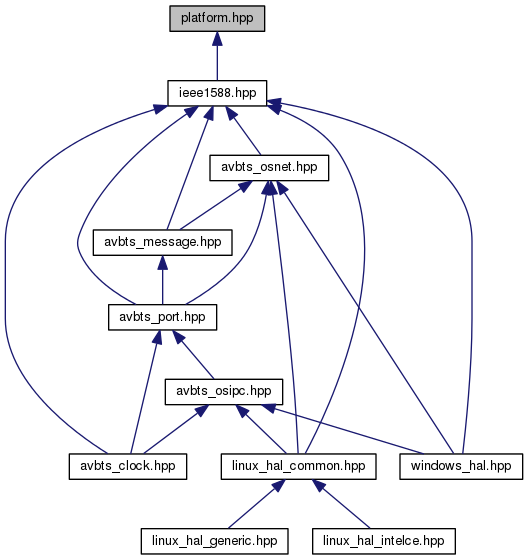 platform.hpp
ieee1588.hpp
avbts_osnet.hpp
avbts_message.hpp
avbts_port.hpp
avbts_osipc.hpp
avbts_clock.hpp
linux_hal_common.hpp
windows_hal.hpp
linux_hal_generic.hpp
linux_hal_intelce.hpp